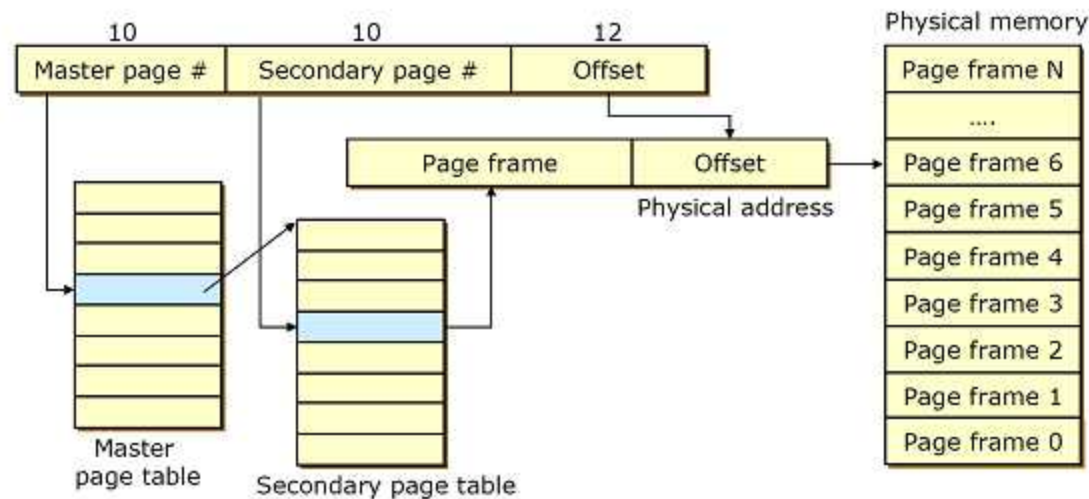 10
10
12
Physical memory
Master page #
Secondary page #
Offset
Page frame N
....
Page frame
Offset
Page frame 6
Physical address
Page frame 5
Page frame 4
Page frame 3
Page frame 2
Page frame 1
Page frame 0
Master
page table
Secondary page table